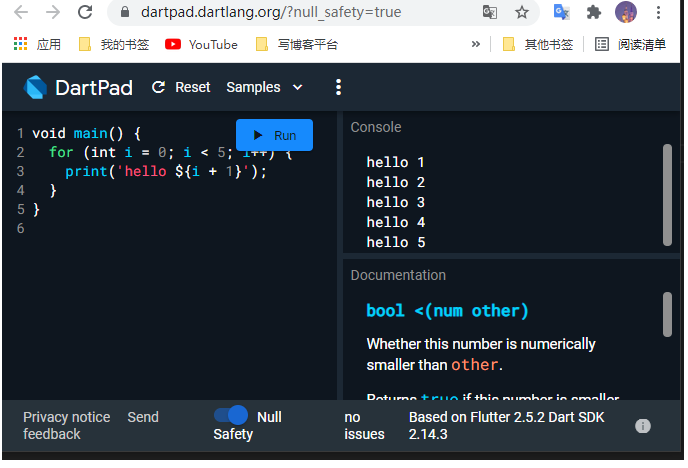 dartpad.dartlang.org/?null_safety=true
应用 我的书签 YouTube 写博客平台 » 其他书签 阅读清单
DartPad Reset Samples
Run
1 void main() {
2 for (int i = 0; i < 5; i++) {
3 print('hello ${i + 1}');
4 }
5 }
6
Console
hello 1
hello 2
hello 3
hello 4
hello 5
Documentation
bool <(num other)
Whether this number is numerically
smaller than other.
Returns true if this number is smaller
Privacy notice Send
feedback
Null
Safety
no
issues
Based on Flutter 2.5.2 Dart SDK
2.14.3